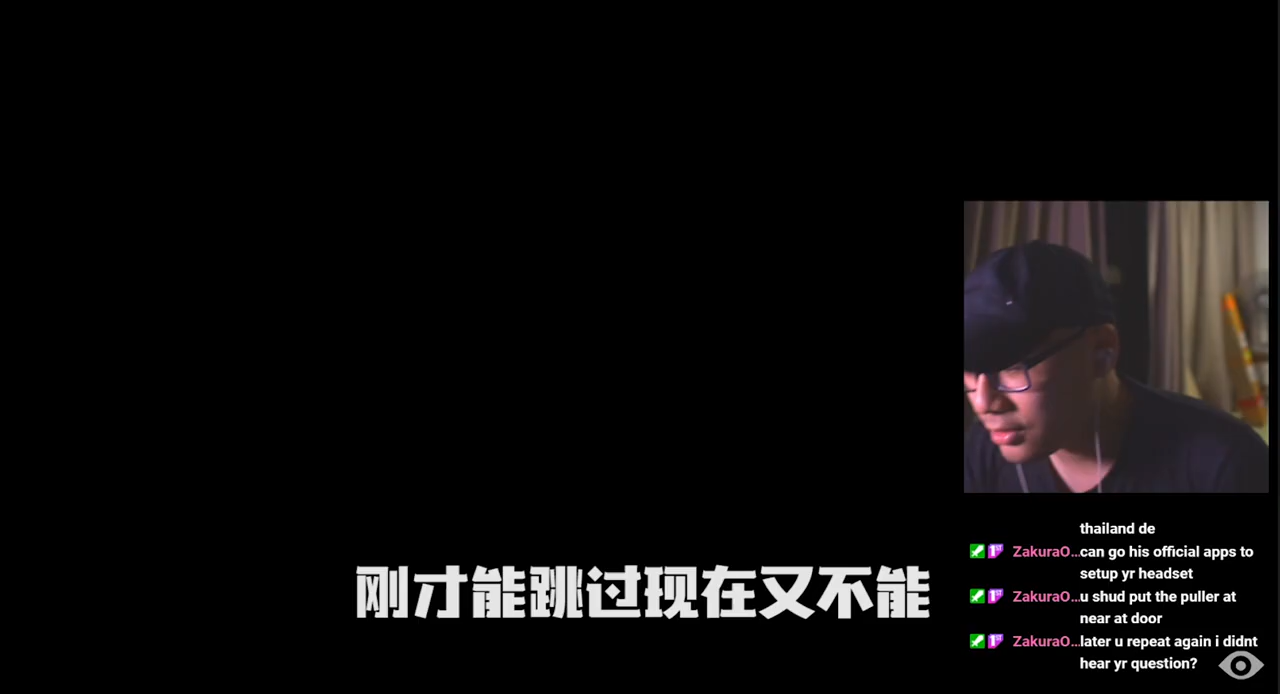 thailand de
ZakuraO...can go his official apps to
setup yr headset
ZakuraO...u shud put the puller at
near at door
ZakuraO...later u repeat again i didnt
hear yr question?
刚才能跳过现在又不能